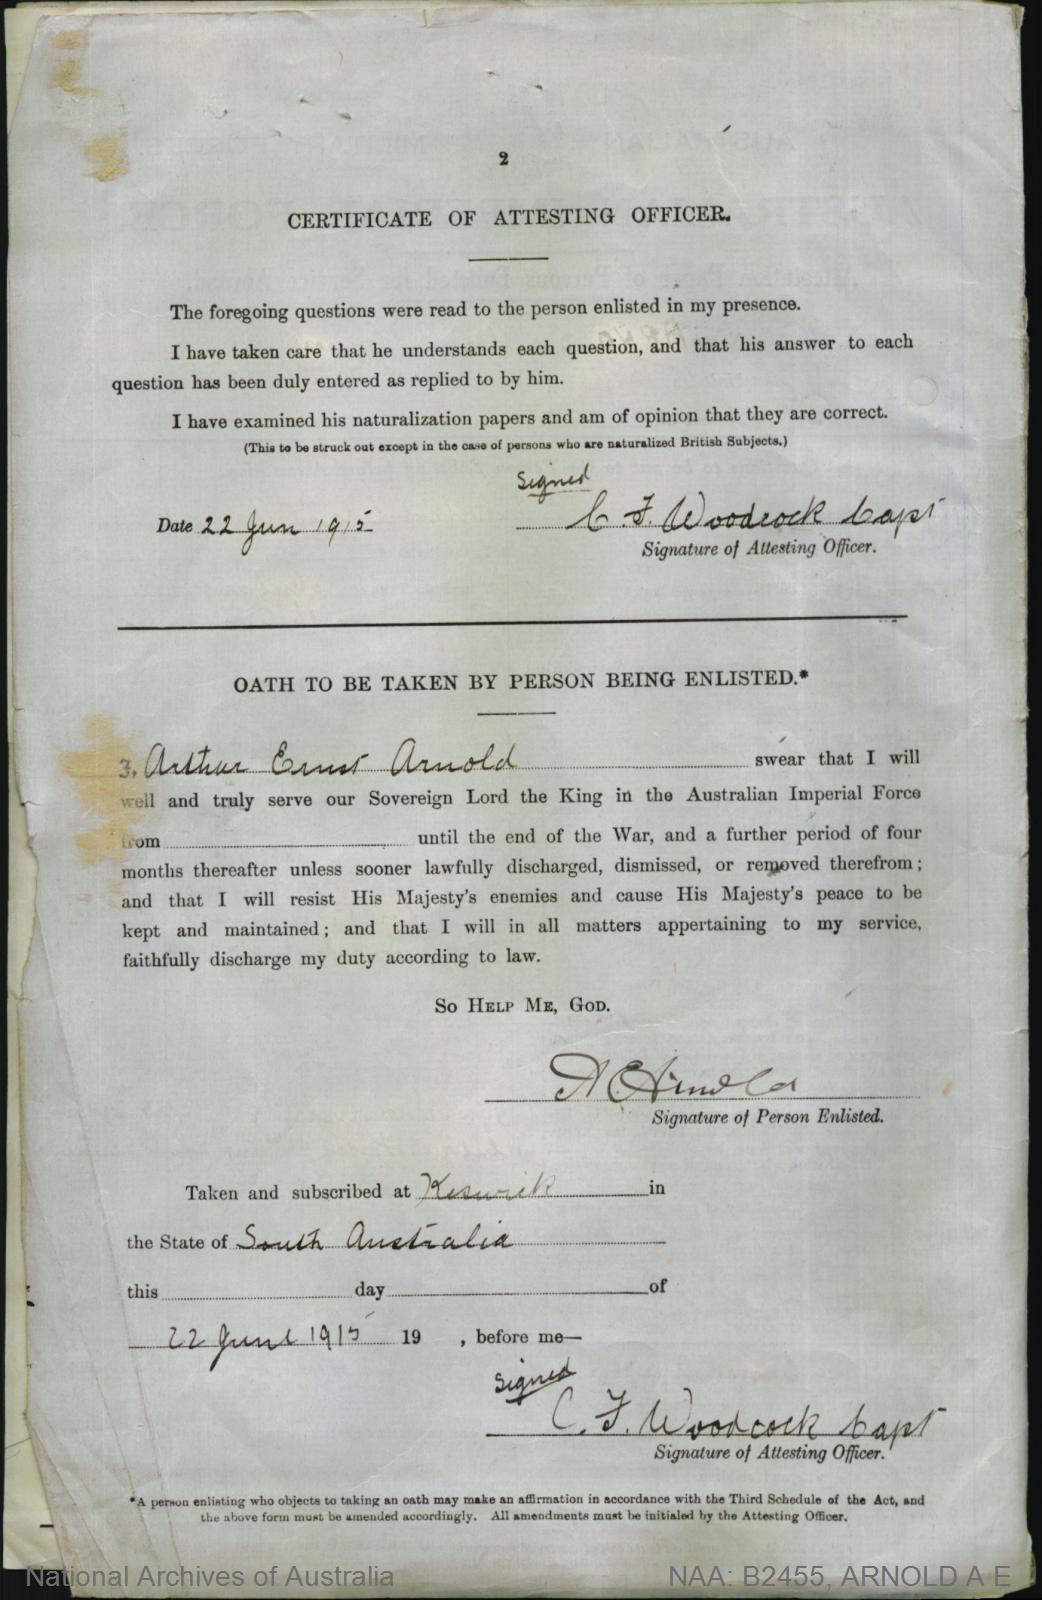 2
CERTIFICATE OF ATTESTING OFFICER.
The foregoing questions were read to the person enlisted in my presence.
I have taken care that he understands each question, and that his answer to each
question has been duly entered as replied to by him.
I have examined his naturalization papers and am of opinion that they are correct.
(This to be struck out except in the case of persons who are naturalized British Subjects.)
Signed
Date 22 Jun 1915 C. F. Woodcock Capt
Signature of Attesting Officer.
OATH TO BE TAKEN BY PERSON BEING ENLISTED.*
I, Arthur Ernst Arnold swear that I will
well and truly serve our Sovereign Lord the King in the Australian Imperial Force
from until the end of the War, and a further period of four
months thereafter unless sooner lawfully discharged, dismissed, or removed therefrom;
and that I will resist His Majesty's enemies and cause His Majesty's peace to be
kept and maintained; and that I will in all matters appertaining to my service,
faithfully discharge my duty according to law.
So Help Me, God.
A E Arnold
Signature of Person Enlisted.
Taken and subscribed at Keswick in
the State of South Australia
this day of
22 June 1915 19 , before me—
Signed
C. F. Woodcock Capt
Signature of Attesting Officer.
*A person enlisting who objects to taking an oath may make an affirmation in accordance with the Third Schedule of the Act, and
the above form must be amended accordingly. All amendments must be initialed by the Attesting Officer.
National Archives of Australia NAA: B2455, ARNOLD A E